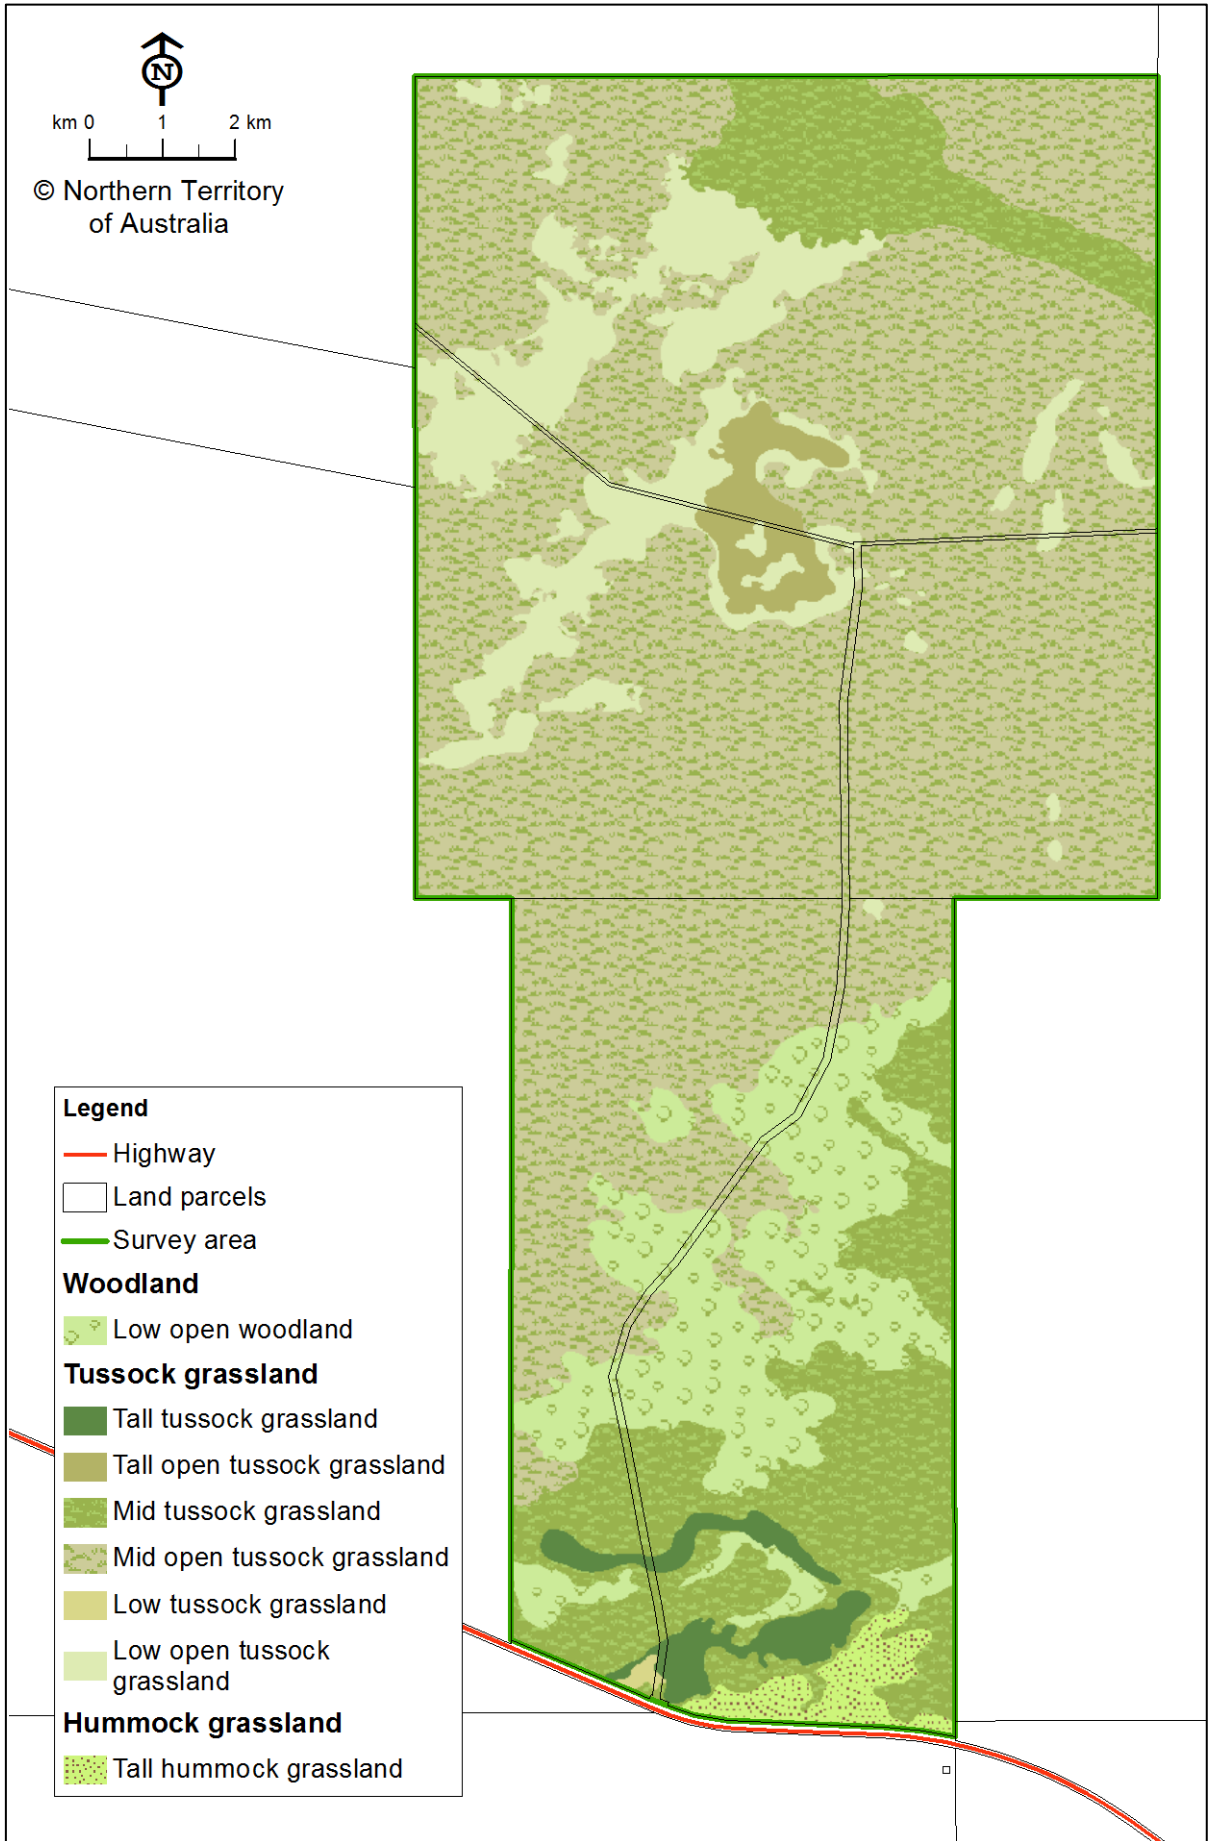 N
km 0 1 2 km
© Northern Territory
of Australia
Legend
Highway
Land parcels
Survey area
Woodland
Low open woodland
Tussock grassland
Tall tussock grassland
Tall open tussock grassland
Mid tussock grassland
Mid open tussock grassland
Low tussock grassland
Low open tussock
grassland
Hummock grassland
Tall hummock grassland